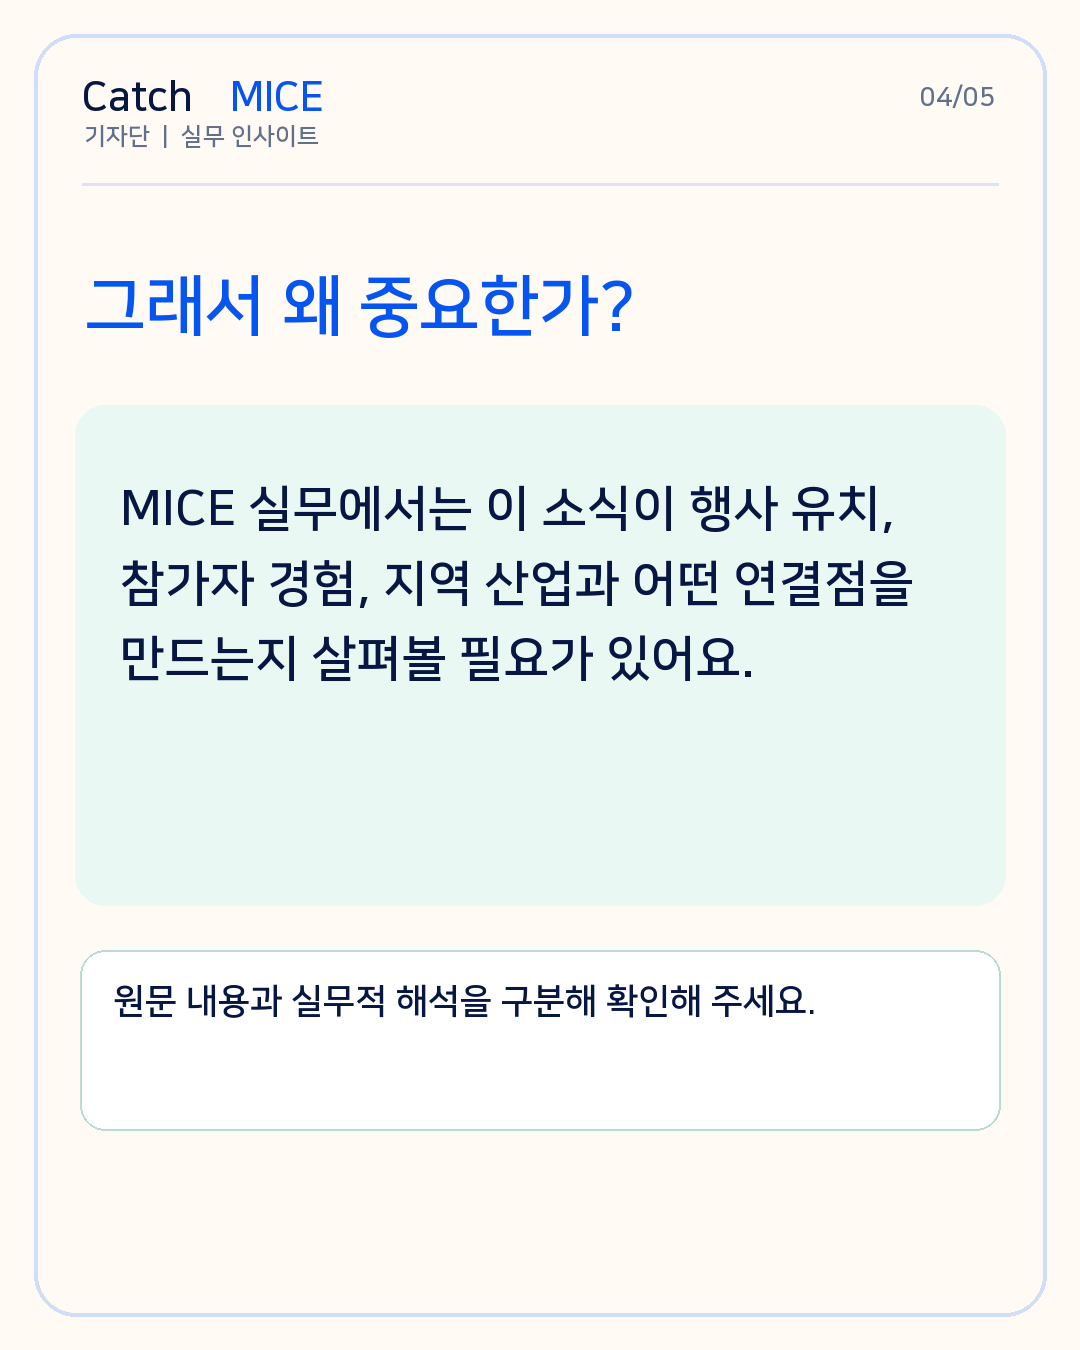 Catch MICE
04/05
기자단 | 실무 인사이트
그래서 왜 중요한가?
MICE 실무에서는 이 소식이 행사 유치,
참가자 경험, 지역 산업과 어떤 연결점을
만드는지 살펴볼 필요가 있어요.
원문 내용과 실무적 해석을 구분해 확인해 주세요.